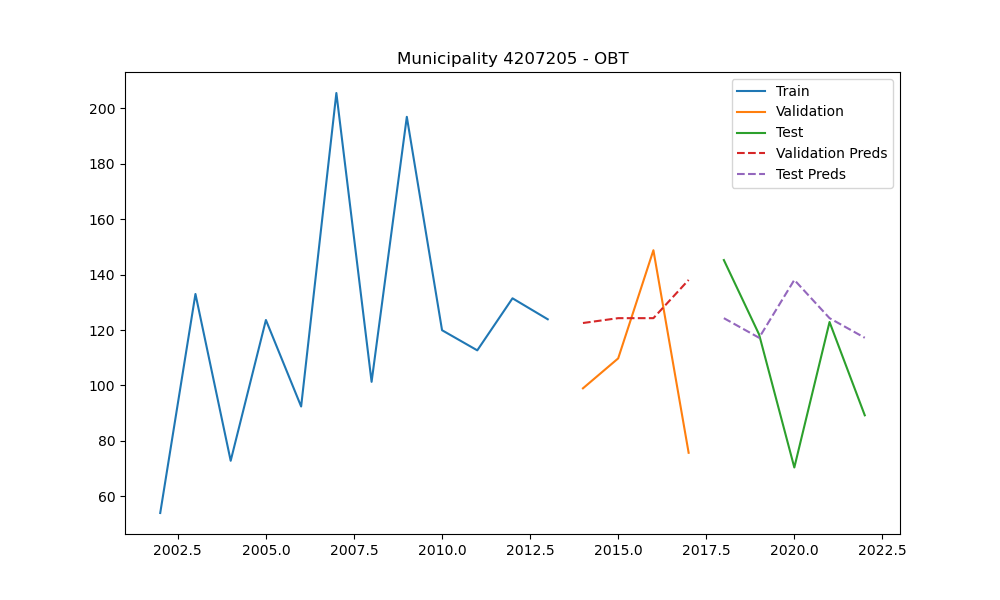 Municipality 4207205 - OBT
Train
Validation
Test
Validation Preds
Test Preds
200
180
160
140
120
100
80
60
2002.5 2005.0 2007.5 2010.0 2012.5 2015.0 2017.5 2020.0 2022.5